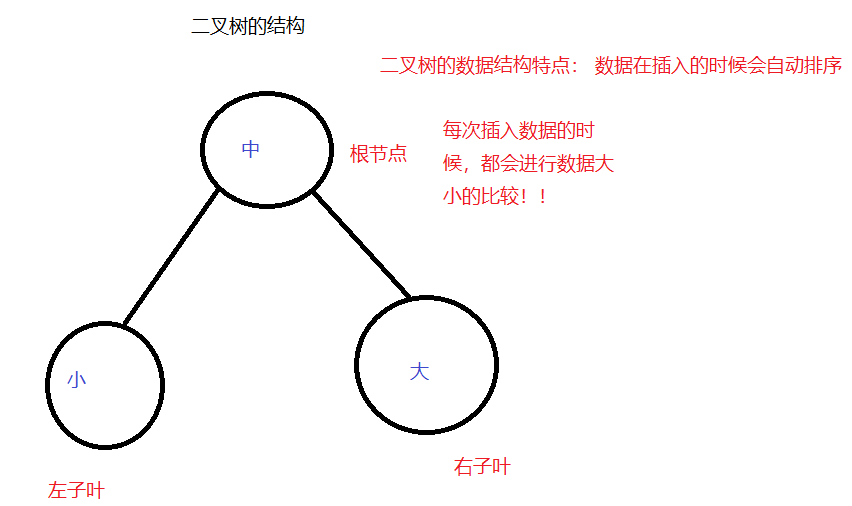 二叉树的结构
二叉树的数据结构特点： 数据在插入的时候会自动排序
中
根节点
每次插入数据的时
候，都会进行数据大
小的比较！！
小
大
左子叶
右子叶